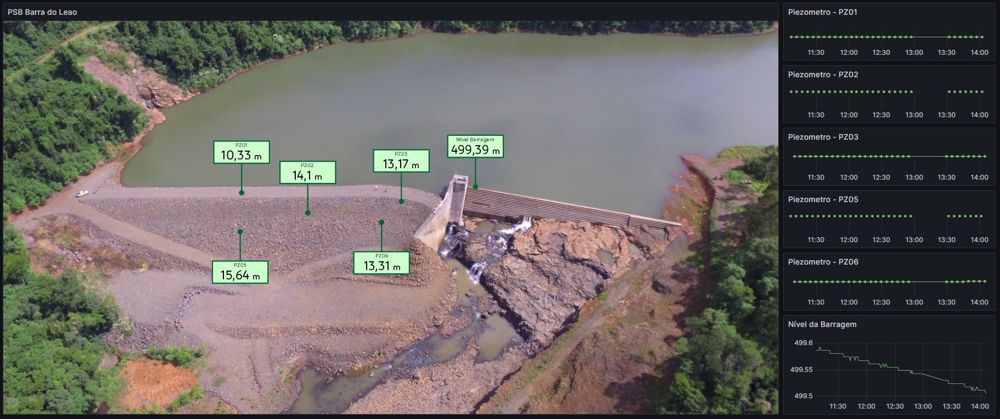 PSB Barra do Leao
PZ01
10,33 m
PZ02
14,1 m
PZ03
13,17 m
Nível Barragem
499,39 m
PZ05
15,64 m
PZ06
13,31 m
Piezometro - PZ01
11:30 12:00 12:30 13:00 13:30 14:00
Piezometro - PZ02
11:30 12:00 12:30 13:00 13:30 14:00
Piezometro - PZ03
11:30 12:00 12:30 13:00 13:30 14:00
Piezometro - PZ05
11:30 12:00 12:30 13:00 13:30 14:00
Piezometro - PZ06
11:30 12:00 12:30 13:00 13:30 14:00
Nível da Barragem
499.6
499.55
499.5
11:30 12:00 12:30 13:00 13:30 14:00